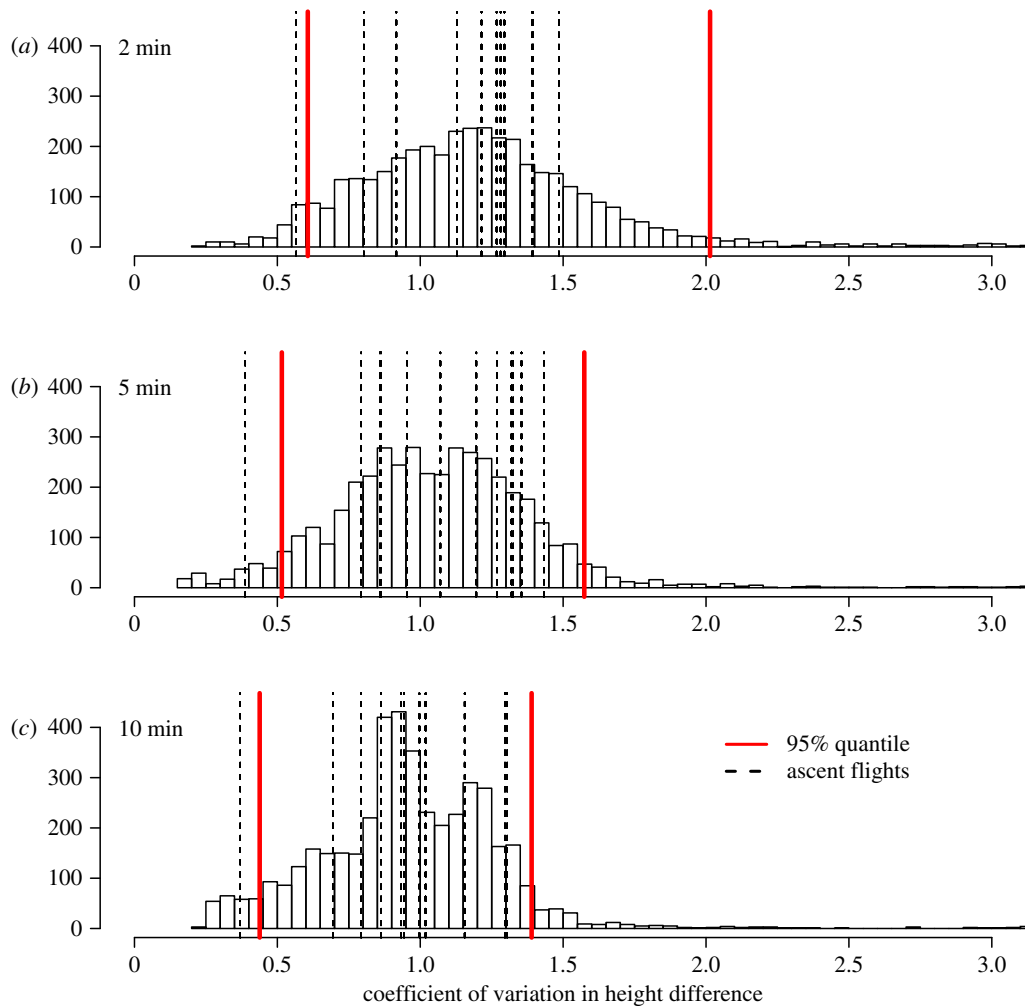 (a) 2 min
400
300
200
100
0
0 0.5 1.0 1.5 2.0 2.5 3.0
(b) 5 min
400
300
200
100
0
0 0.5 1.0 1.5 2.0 2.5 3.0
(c) 10 min
400
300
200
100
0
95% quantile
ascent flights
0 0.5 1.0 1.5 2.0 2.5 3.0
coefficient of variation in height difference